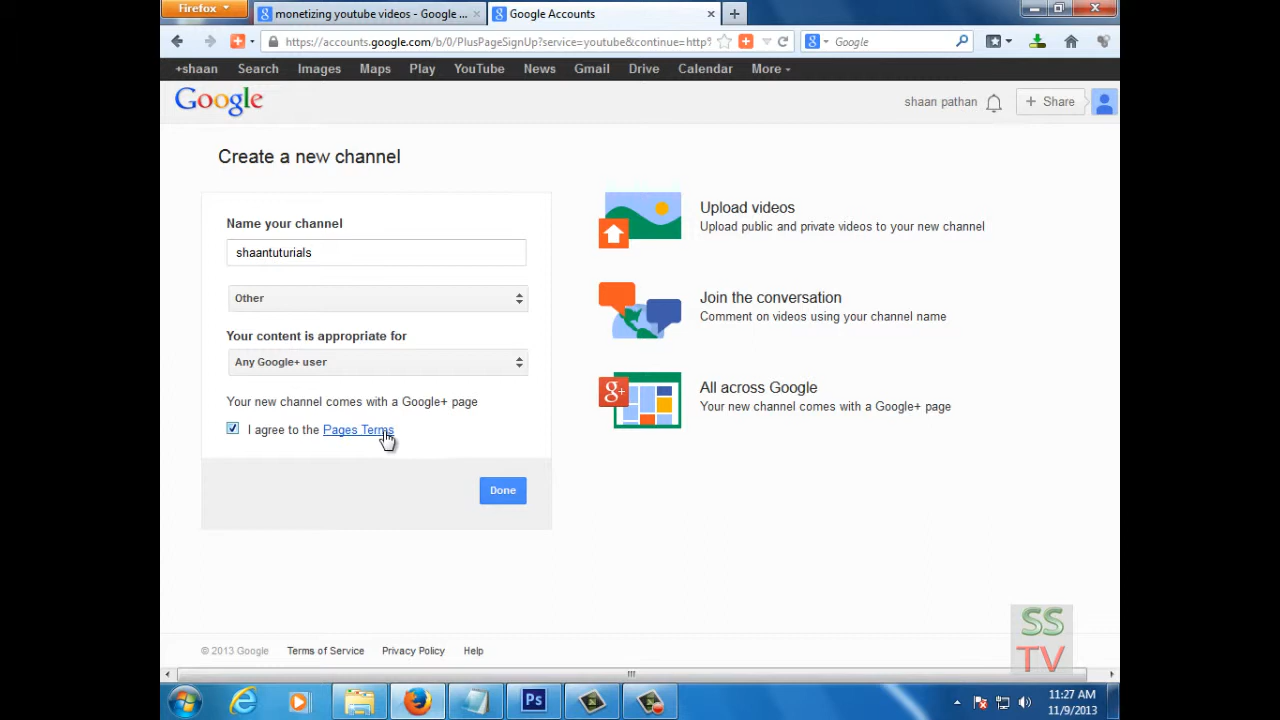 Firefox
monetizing youtube videos - Google ...
Google Accounts
https://accounts.google.com/b/0/PlusPageSignUp?service=youtube&continue=http%
Google
+shaan Search Images Maps Play YouTube News Gmail Drive Calendar More
Google
shaan pathan
+ Share
Create a new channel
Name your channel
shaantuturials
Other
Your content is appropriate for
Any Google+ user
Your new channel comes with a Google+ page
I agree to the Pages Terms
Done
Upload videos
Upload public and private videos to your new channel
Join the conversation
Comment on videos using your channel name
g+
All across Google
Your new channel comes with a Google+ page
© 2013 Google Terms of Service Privacy Policy Help
SS
TV
Ps
11:27 AM
11/9/2013